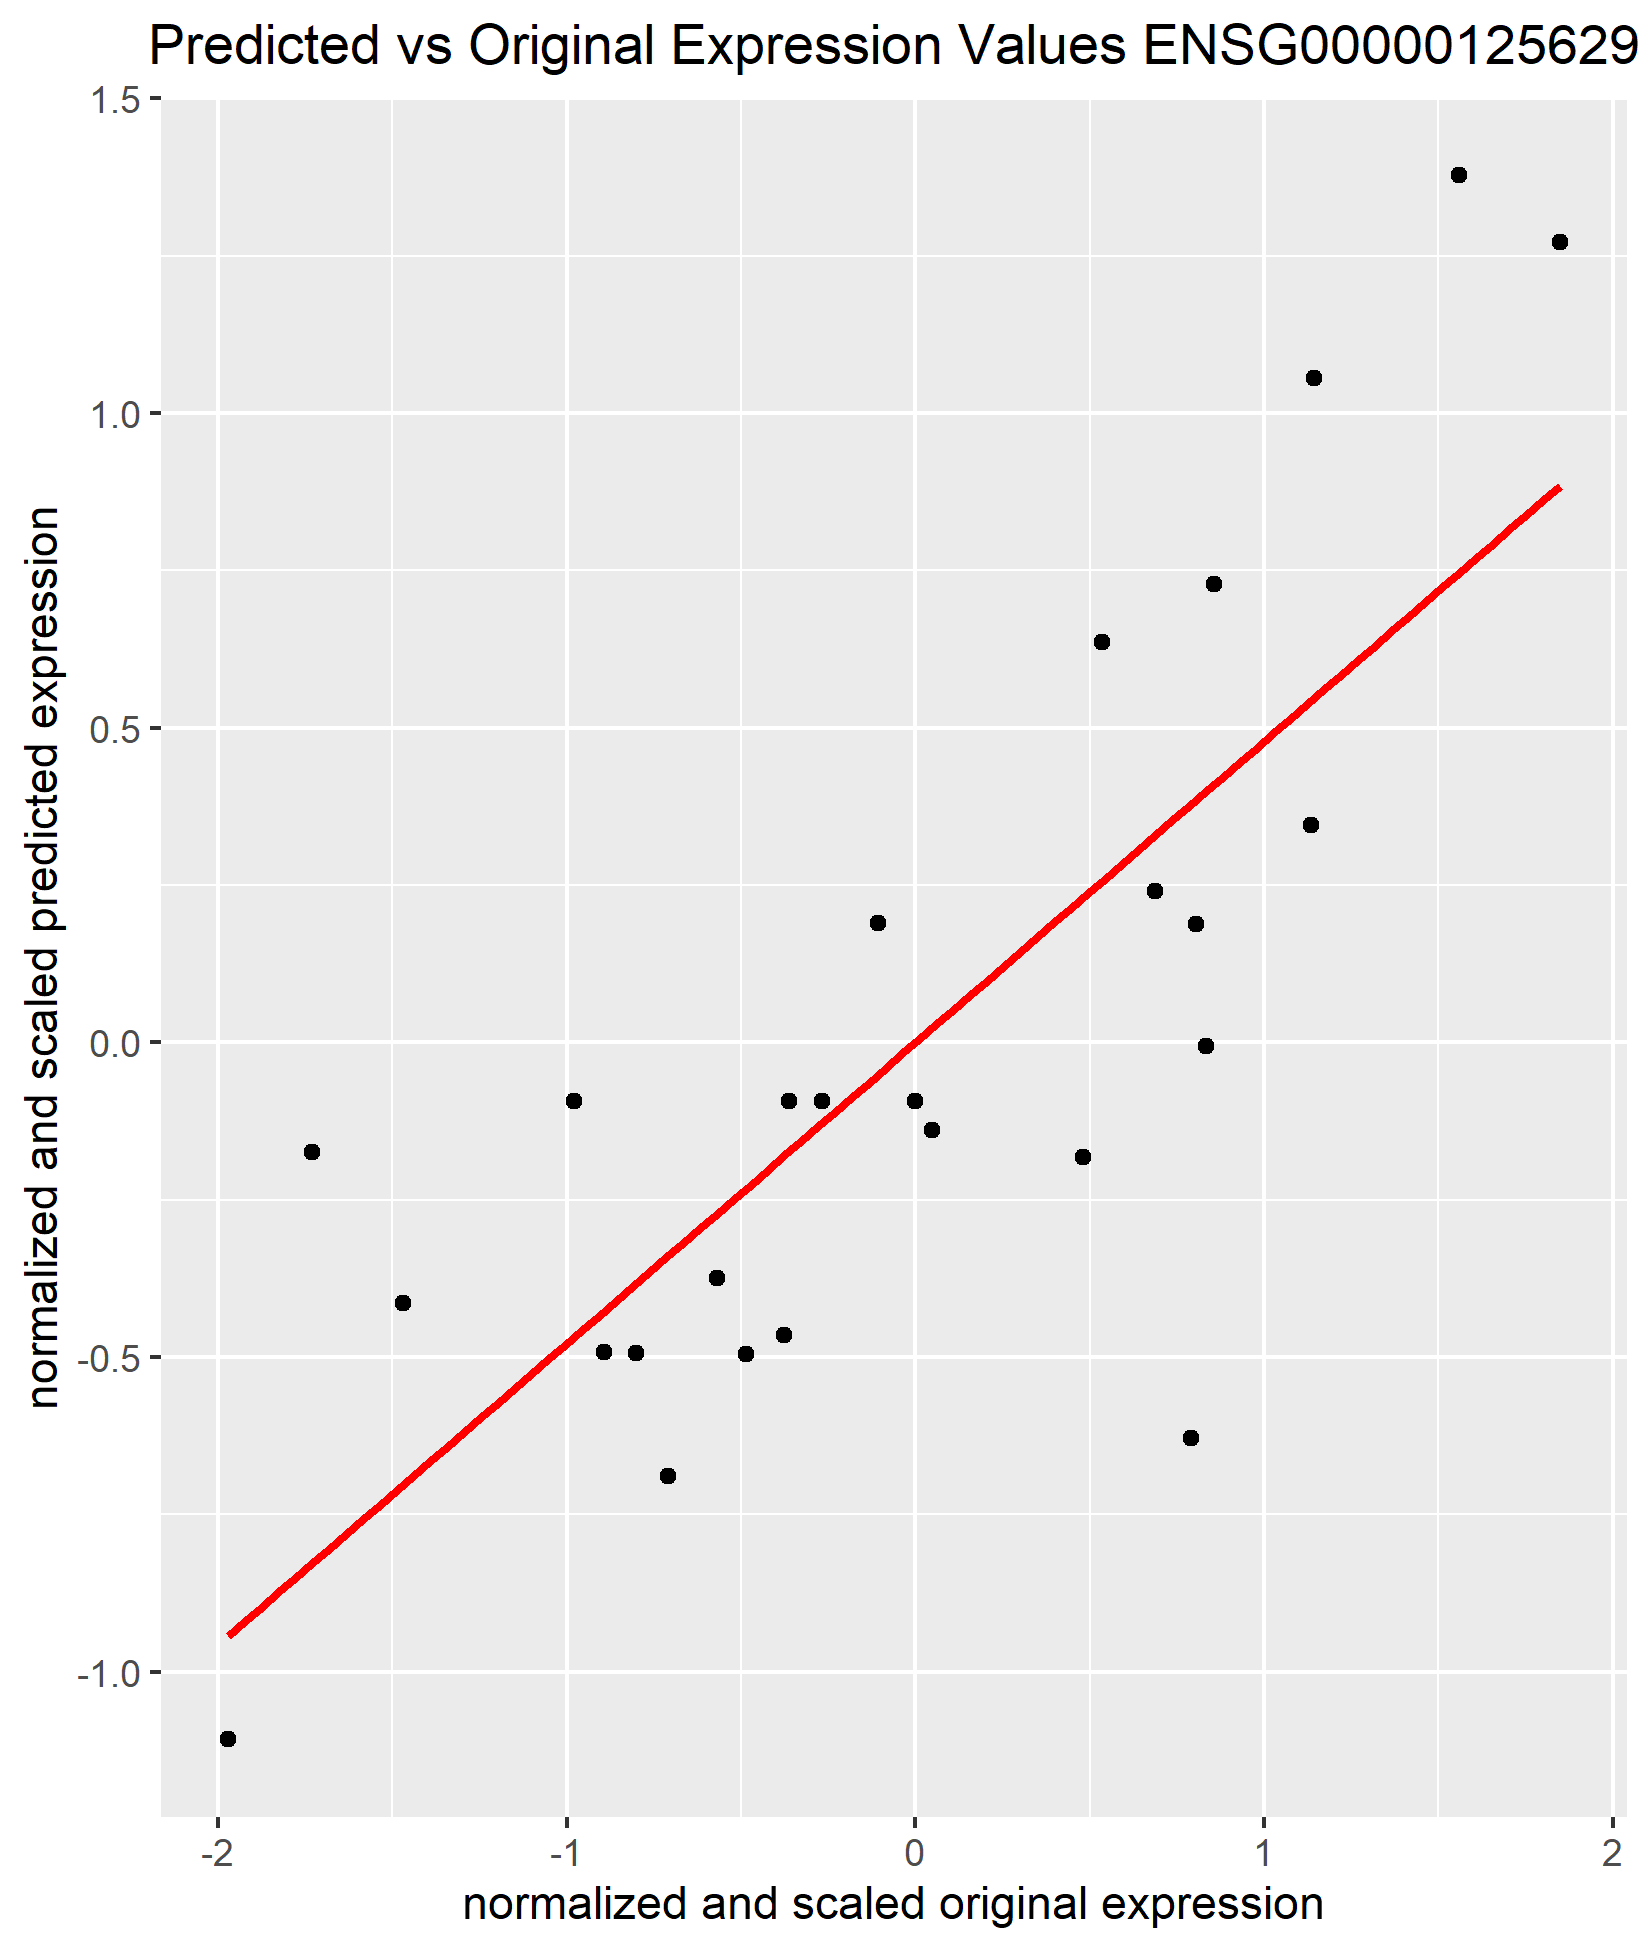 Predicted vs Original Expression Values ENSG00000125629
1.5
1.0
0.5
0.0
-0.5
-1.0
normalized and scaled predicted expression
-2 -1 0 1 2
normalized and scaled original expression